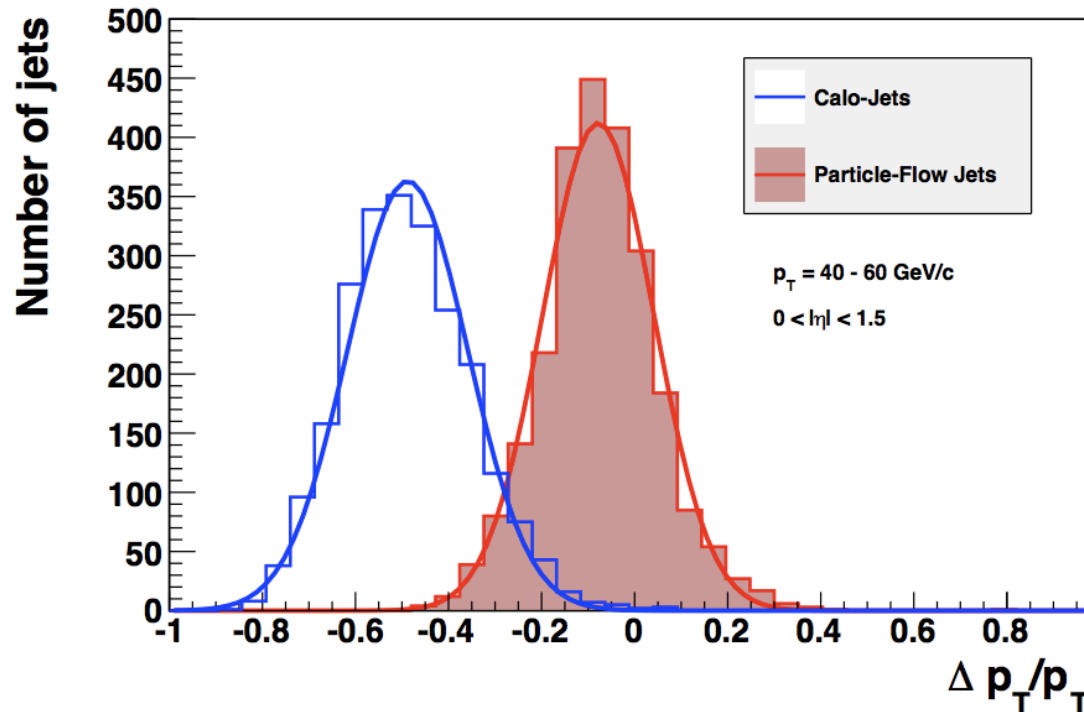 Number of jets
500
450
400
350
300
250
200
150
100
50
0
Calo-Jets
Particle-Flow Jets
p_T = 40 - 60 GeV/c
0 < |η| < 1.5
-1 -0.8 -0.6 -0.4 -0.2 0 0.2 0.4 0.6 0.8
Δ p_T/p_T